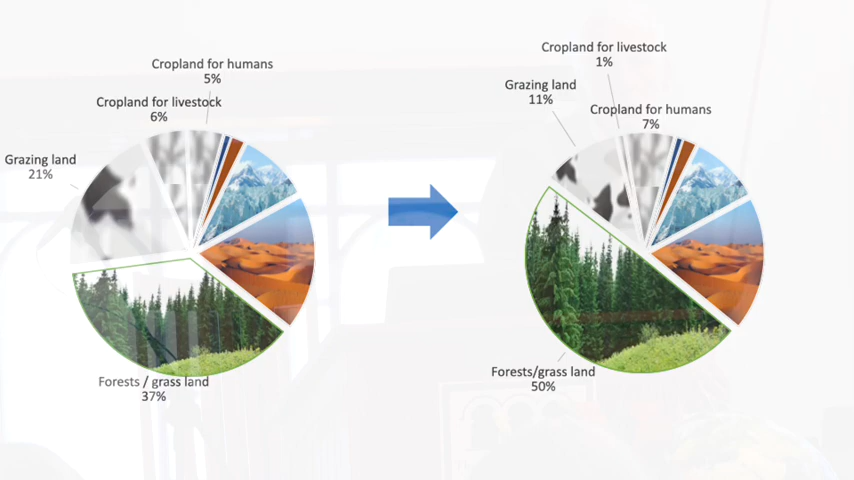 Cropland for humans
5%
Cropland for livestock
6%
Grazing land
21%
Forests / grass land
37%
Cropland for livestock
1%
Grazing land
11%
Cropland for humans
7%
Forests/grass land
50%